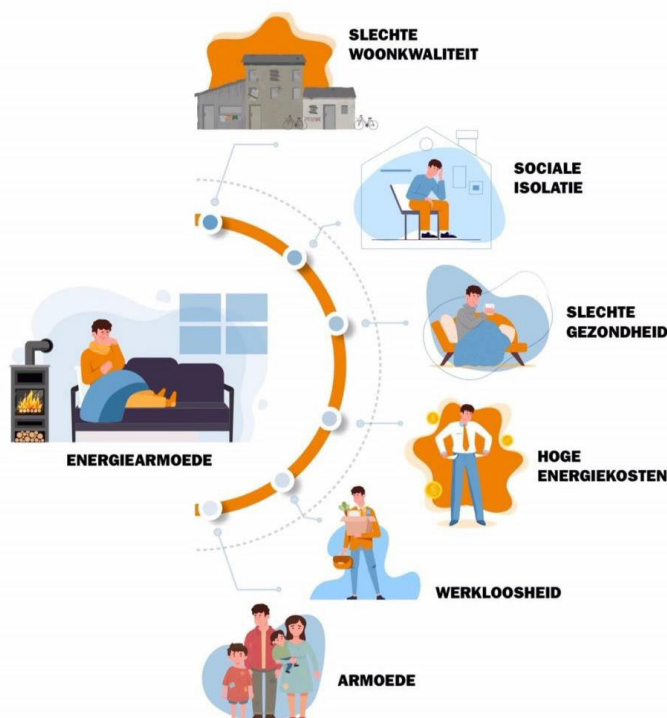 SLECHTE
WOONKWALITEIT
SOCIALE
ISOLATIE
SLECHTE
GEZONDHEID
ENERGIEARMOEDE
HOGE
ENERGIEKOSTEN
WERKLOOSHEID
ARMOEDE